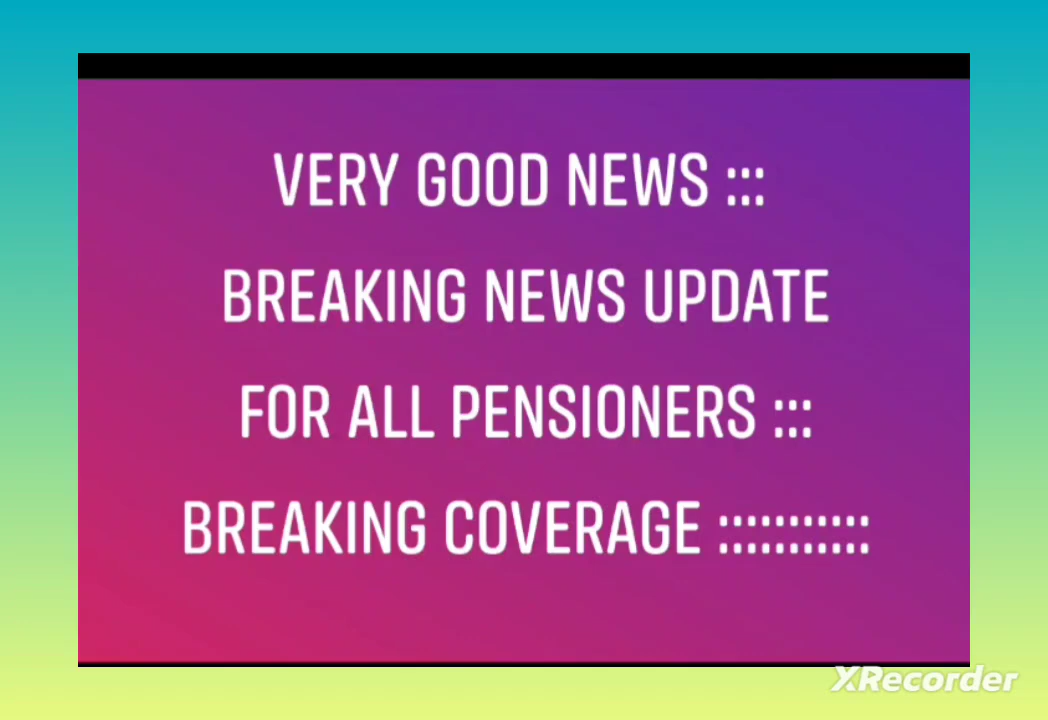 VERY GOOD NEWS :::
BREAKING NEWS UPDATE
FOR ALL PENSIONERS :::
BREAKING COVERAGE :::::::::::
XRecorder